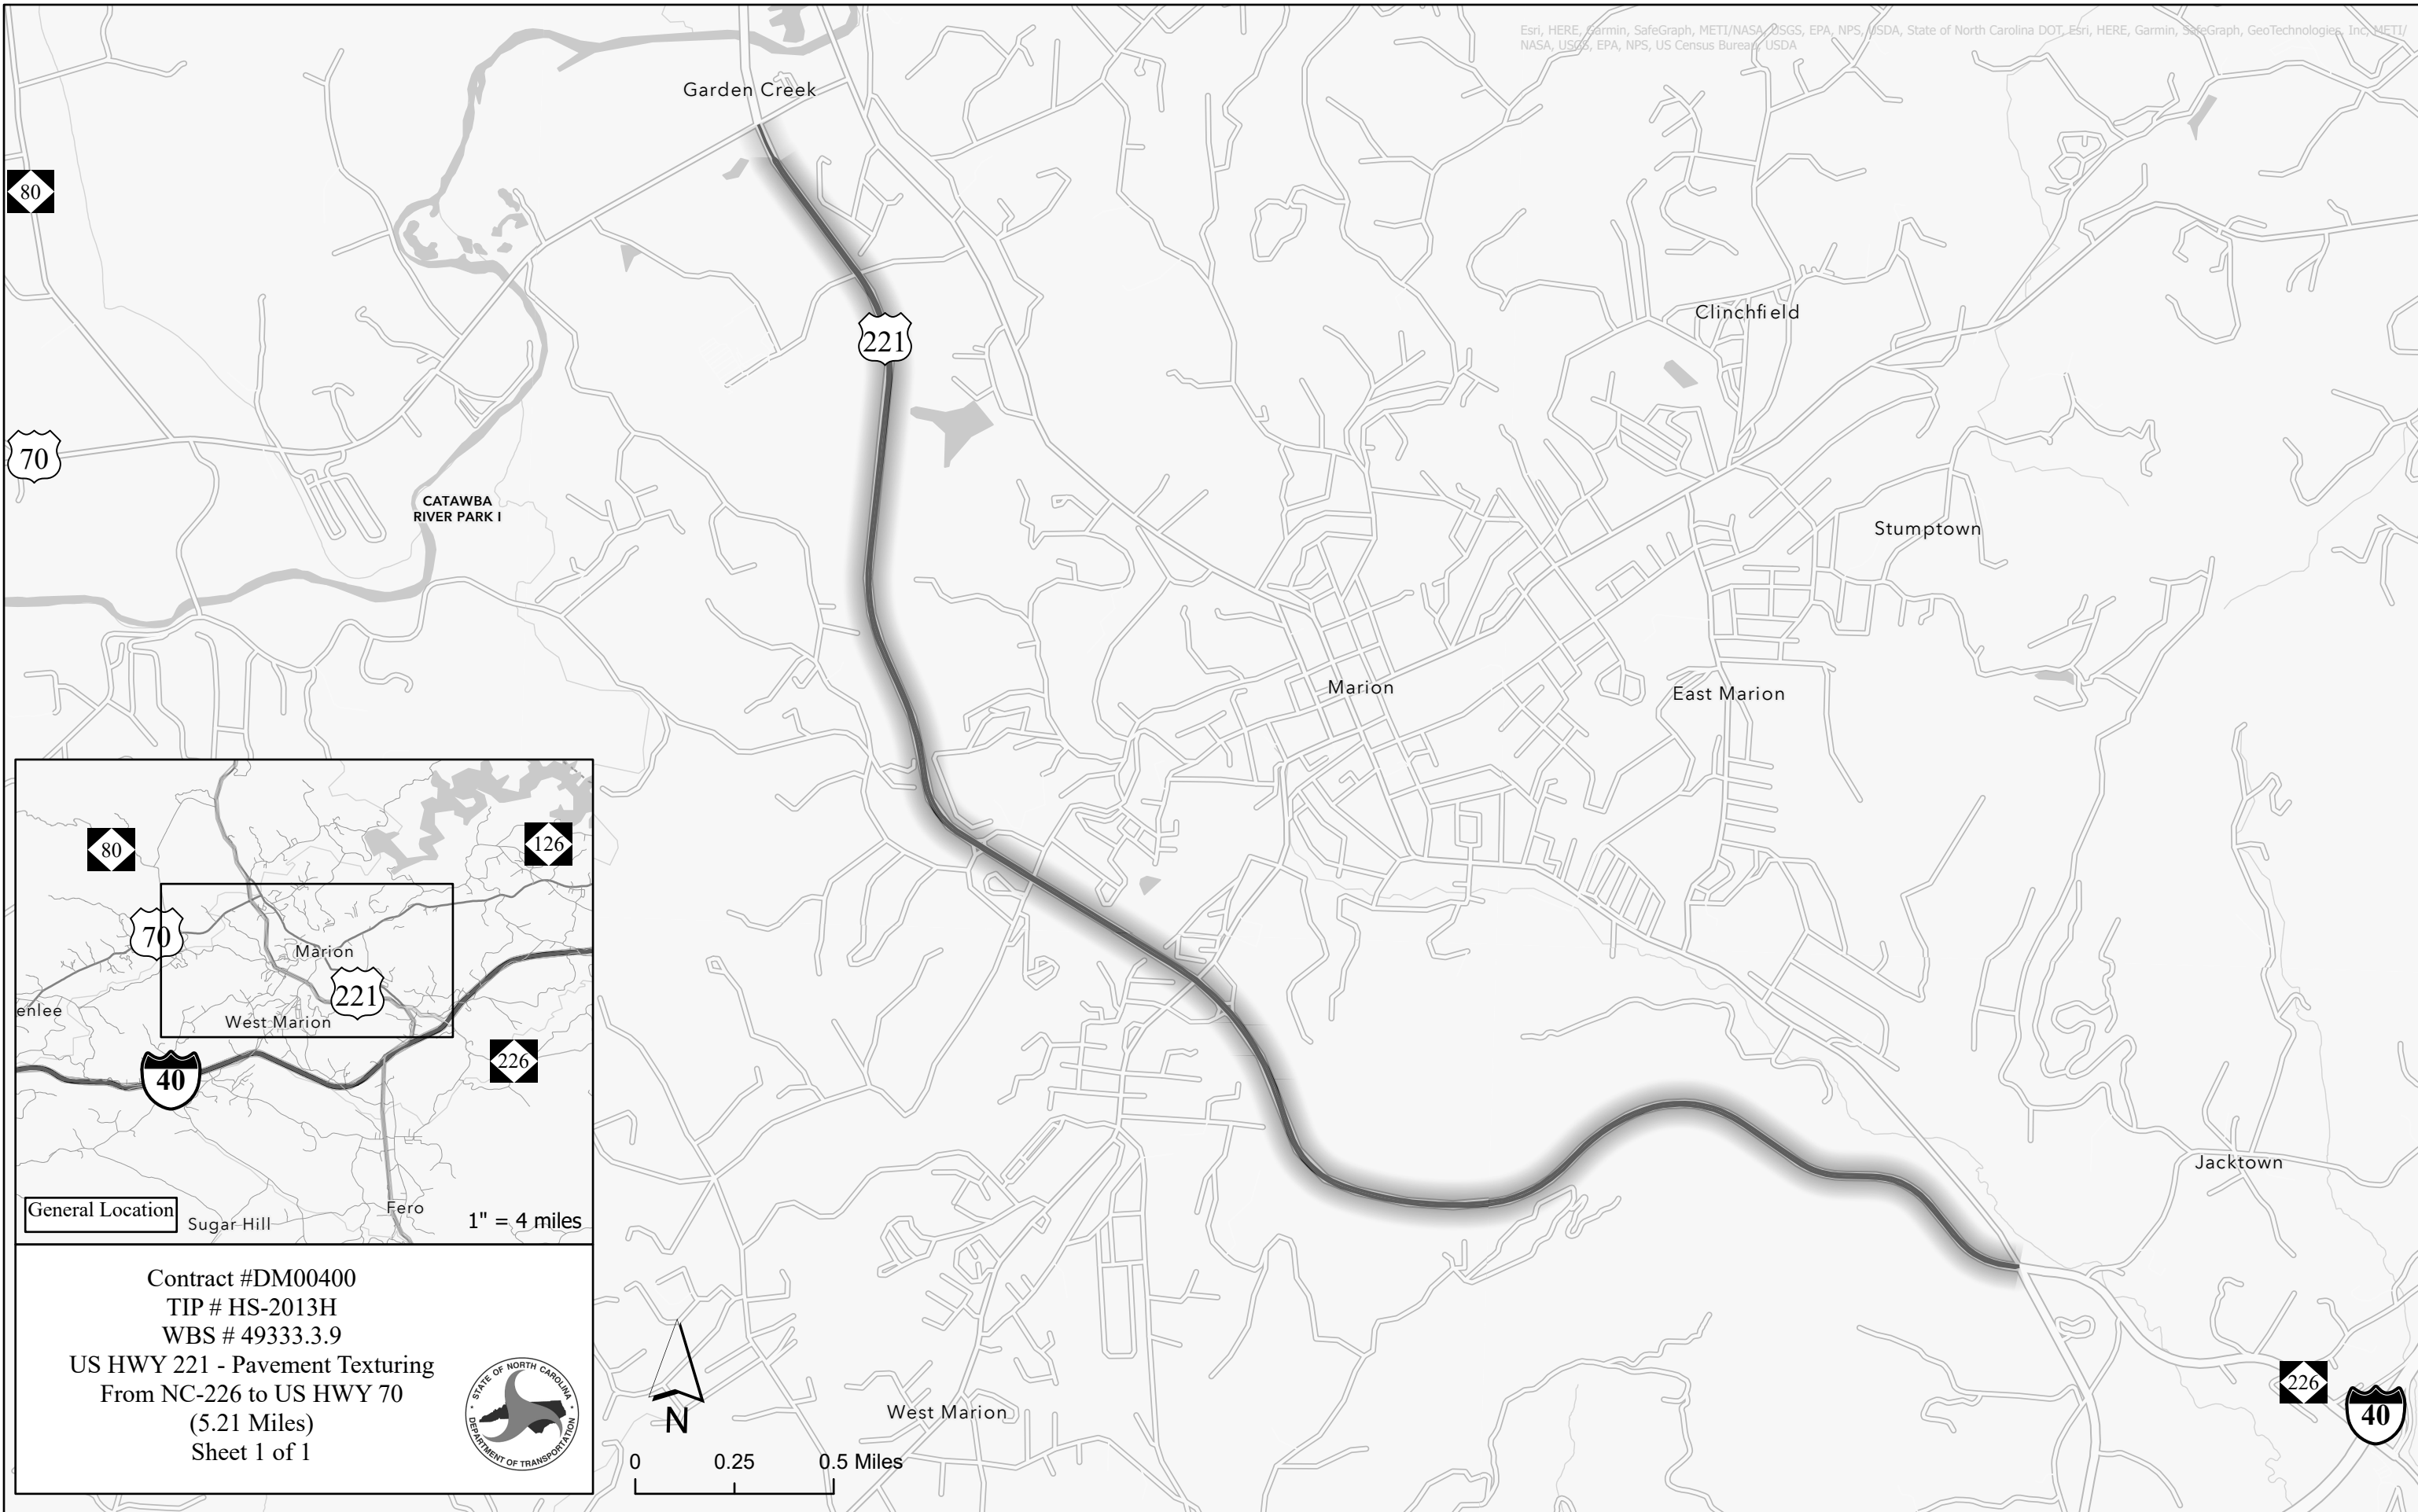 Esri, HERE, Garmin, SafeGraph, METI/NASA, USGS, EPA, NPS, USDA, State of North Carolina DOT, Esri, HERE, Garmin, SafeGraph, GeoTechnologies, Inc, METI/
NASA, USGS, EPA, NPS, US Census Bureau, USDA
Garden Creek
80
Clinchfield
221
70
CATAWBA
RIVER PARK I
Stumptown
Marion
East Marion
80
126
70
Marion
221
enlee
West Marion
226
40
General Location
Sugar Hill
Fero
1" = 4 miles
Jacktown
Contract #DM00400
TIP # HS-2013H
WBS # 49333.3.9
US HWY 221 - Pavement Texturing
From NC-226 to US HWY 70
(5.21 Miles)
Sheet 1 of 1
STATE OF NORTH CAROLINA
DEPARTMENT OF TRANSPORTATION
N
West Marion
226
40
0 0.25 0.5 Miles